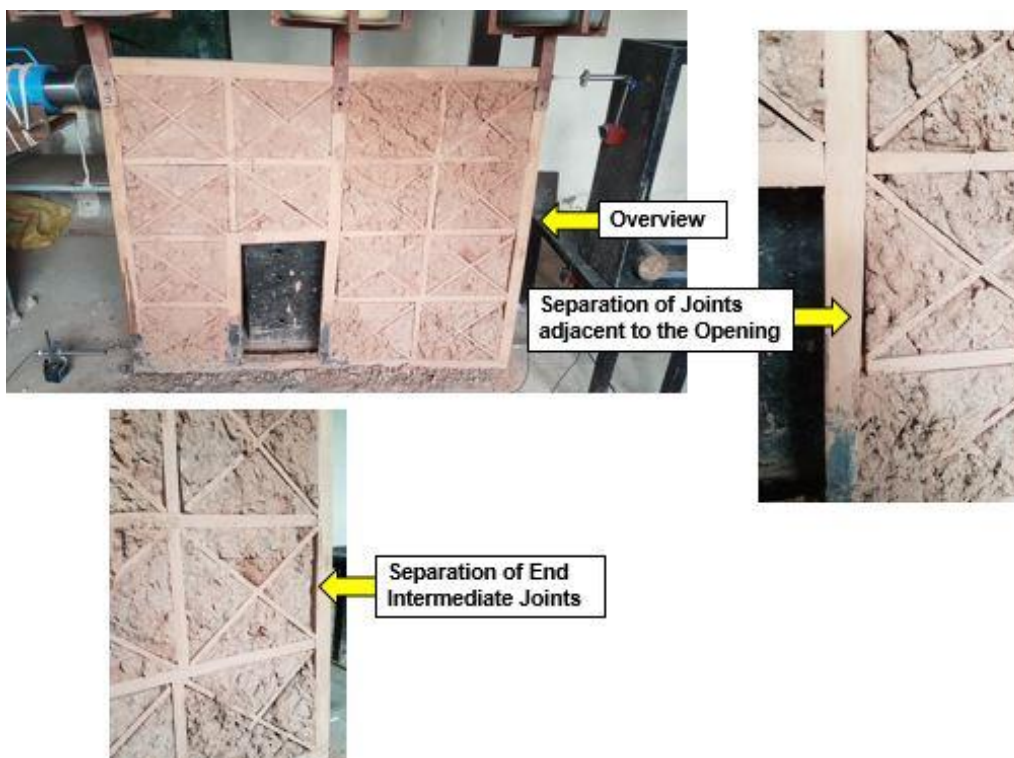 Overview
Separation of Joints
adjacent to the Opening
Separation of End
Intermediate Joints